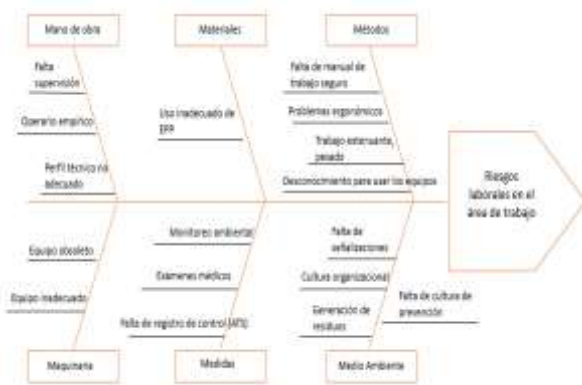 Mano de obra
Materiales
Métodos
Falta
supervisión
Operario empírico
Perfil técnico no
adecuado
Uso inadecuado de
EPP
Falta de manual de
trabajo seguro
Problemas ergonómicos
Trabajo extenuante,
pesado
Desconocimiento para usar los equipos
Riesgos
laborales en el
área de trabajo
Equipo obsoleto
Equipo inadecuado
Monitoreo ambiental
Exámenes médicos
Falta de registro de control (ATS)
Falta de
señalizaciones
Cultura organizacional
Generación de
residuos
Falta de cultura de
prevención
Maquinaria
Medidas
Medio Ambiente